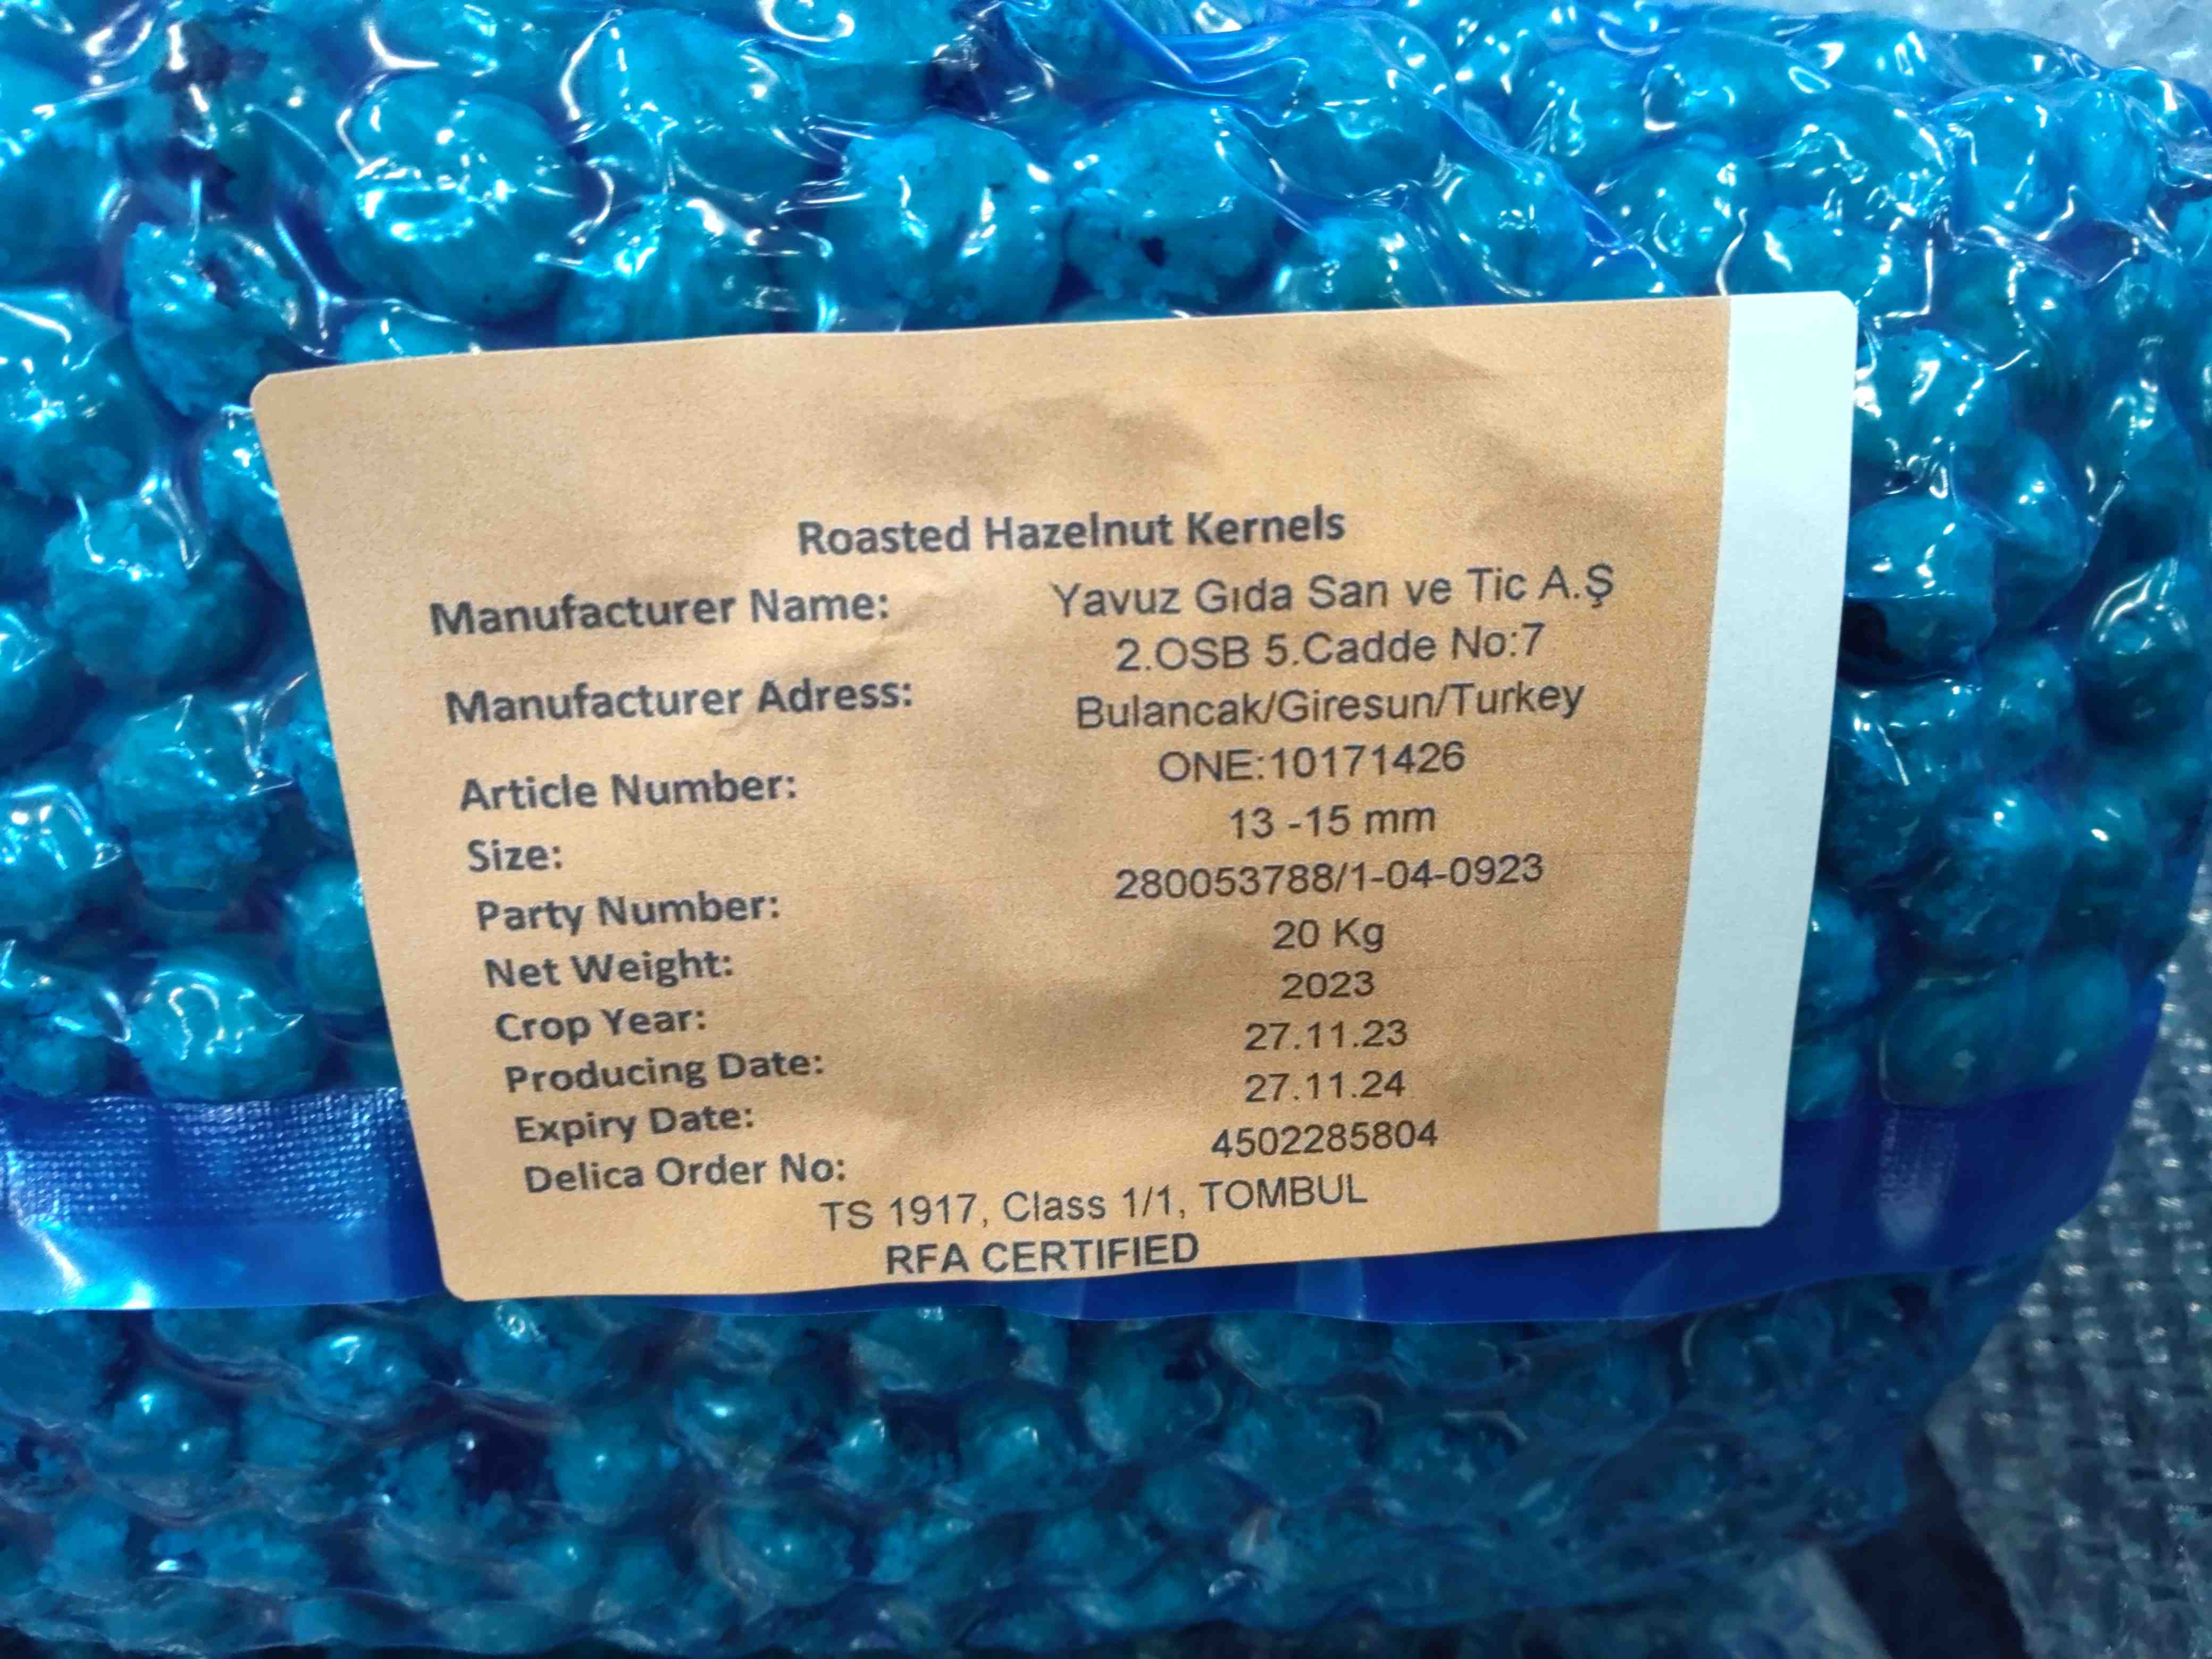 Roasted Hazelnut Kernels
Manufacturer Name: Yavuz Gıda San ve Tic A.Ş
2.OSB 5.Cadde No:7
Manufacturer Adress: Bulancak/Giresun/Turkey
Article Number: ONE:10171426
Size: 13 -15 mm
Party Number: 280053788/1-04-0923
Net Weight: 20 Kg
Crop Year: 2023
Producing Date: 27.11.23
Expiry Date: 27.11.24
Delica Order No: 4502285804
TS 1917, Class 1/1, TOMBUL
RFA CERTIFIED